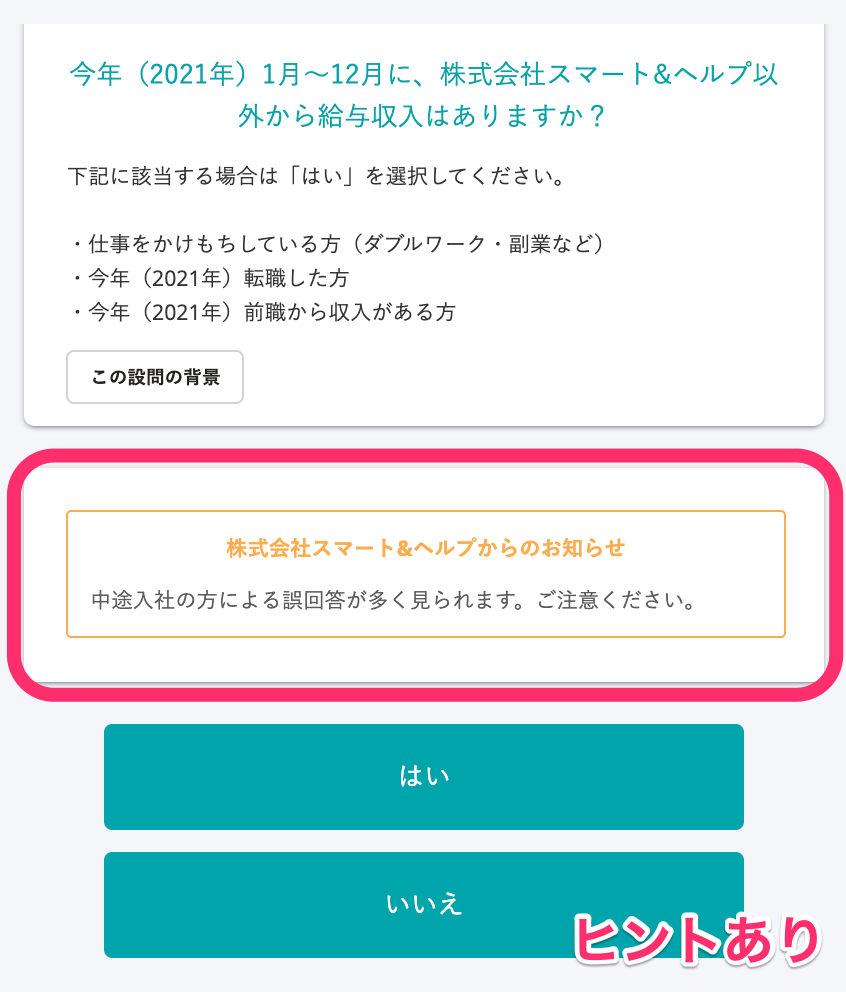 今年（2021年）1月〜12月に、株式会社スマート&ヘルプ以
外から給与収入はありますか？
下記に該当する場合は「はい」を選択してください。
・仕事をかけもちしている方（ダブルワーク・副業など）
・今年（2021年）転職した方
・今年（2021年）前職から収入がある方
この設問の背景
株式会社スマート&ヘルプからのお知らせ
中途入社の方による誤回答が多く見られます。ご注意ください。
はい
いいえ
ヒントあり